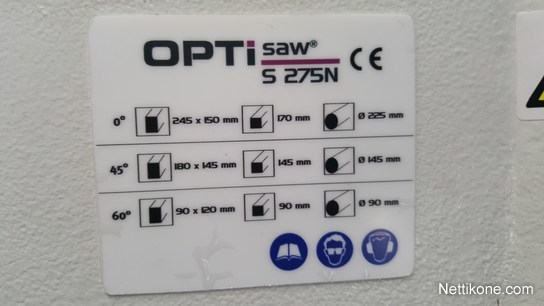 OPTi saw®
S 275N
CE
0° 245 x 150 mm 170 mm Ø 225 mm
45° 180 x 145 mm 145 mm Ø 145 mm
60° 90 x 120 mm 90 mm Ø 90 mm
Nettikone.com